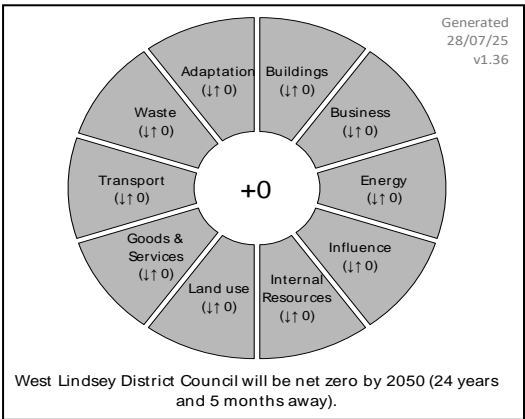 Generated
28/07/25
v1.36
Adaptation
(↓↑ 0)
Buildings
(↓↑ 0)
Waste
(↓↑ 0)
Business
(↓↑ 0)
Transport
(↓↑ 0)
+0
Energy
(↓↑ 0)
Goods &
Services
(↓↑ 0)
Influence
(↓↑ 0)
Land use
(↓↑ 0)
Internal
Resources
(↓↑ 0)
West Lindsey District Council will be net zero by 2050 (24 years
and 5 months away).